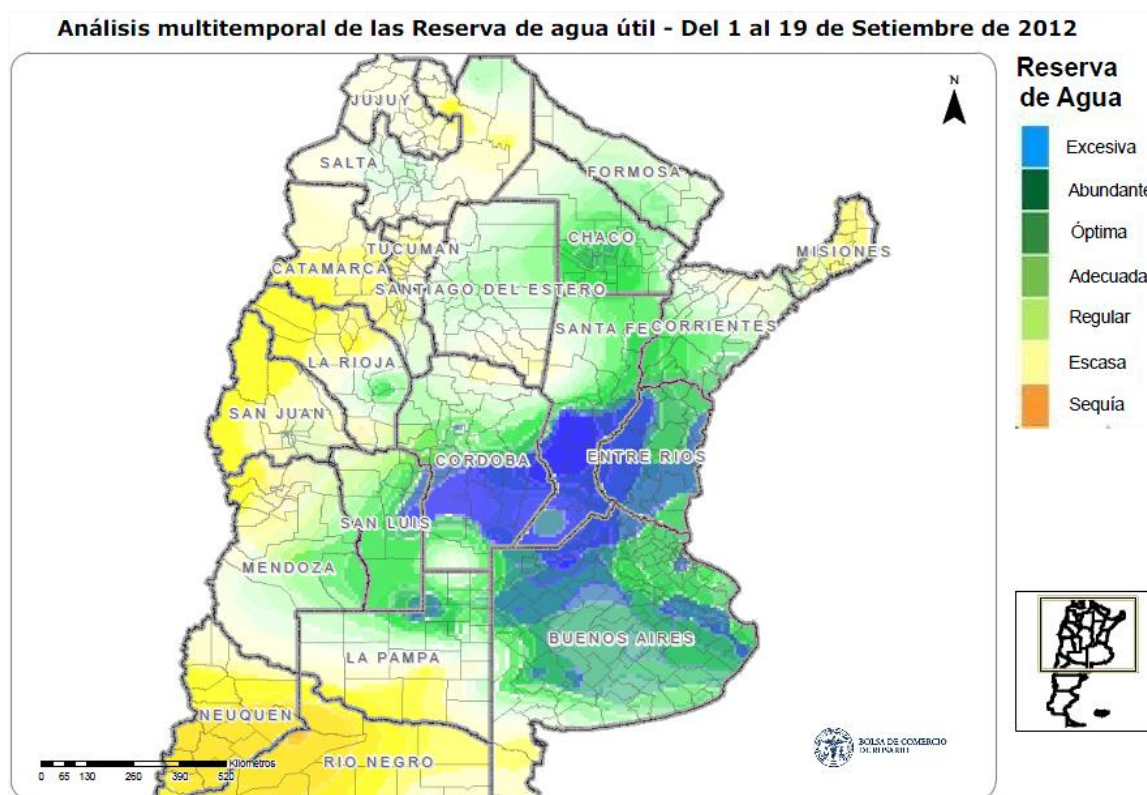 Análisis multitemporal de las Reserva de agua útil - Del 1 al 19 de Setiembre de 2012
Reserva
de Agua
Excesiva
Abundante
Óptima
Adecuada
Regular
Escasa
Sequía
N
JUJUY
SALTA
FORMOSA
CHACO
MISIONES
TUCUMAN
CATAMARCA
SANTIAGO DEL ESTERO
SANTA FE
CORRIENTES
LA RIOJA
SAN JUAN
CORDOBA
ENTRE RIOS
SAN LUIS
MENDOZA
BUENOS AIRES
LA PAMPA
NEUQUEN
RIO NEGRO
Kilómetros
0 65 130 260 390 520
BOLSA DE COMERCIO
DE ROSARIO